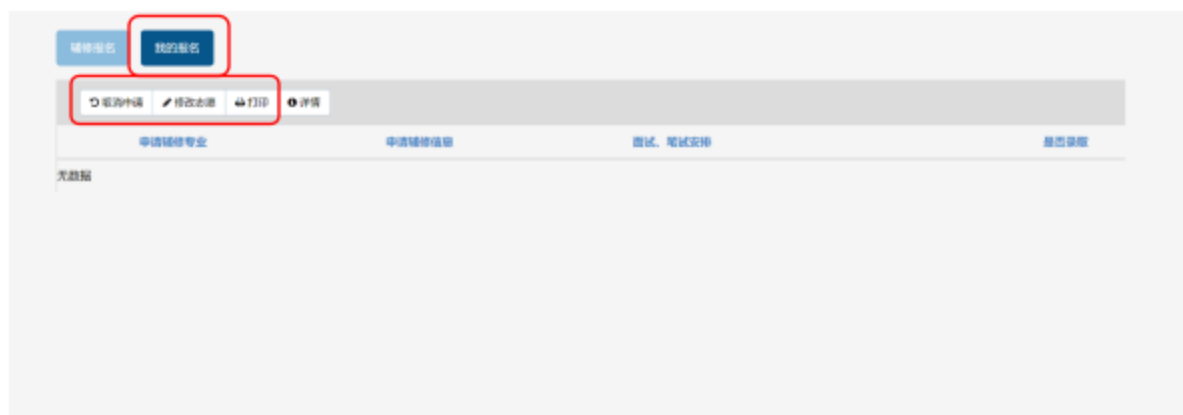 辅修报名 我的报名
取消申请 修改志愿 打印 详情
申请辅修专业 申请辅修信息 面试、笔试安排 是否录取
无数据